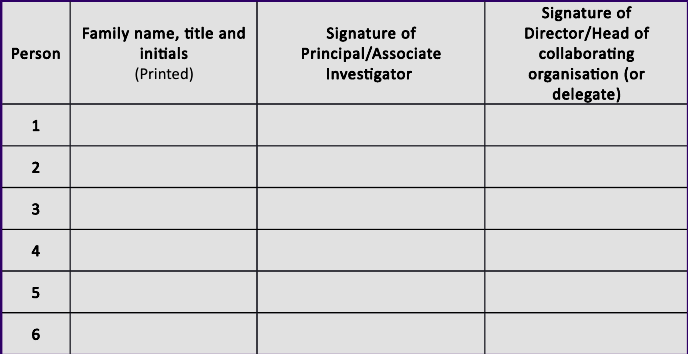 Person
Family name, title and
initials
(Printed)
Signature of
Principal/Associate
Investigator
Signature of
Director/Head of
collaborating
organisation (or
delegate)
1
2
3
4
5
6